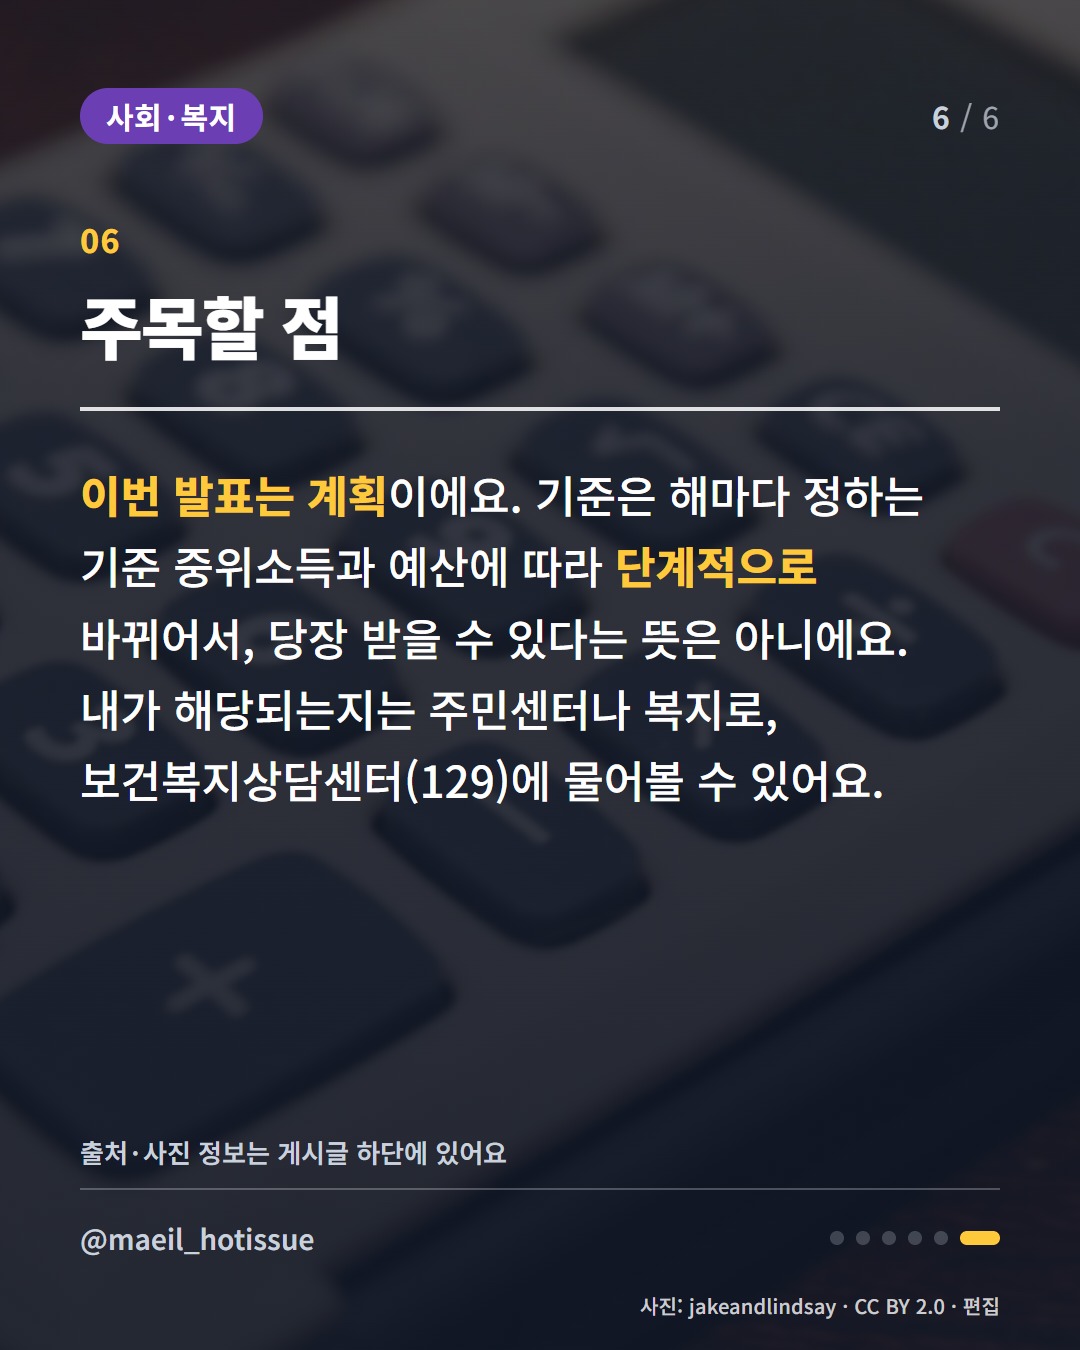 사회·복지
6 / 6
06
주목할 점
이번 발표는 계획이에요. 기준은 해마다 정하는
기준 중위소득과 예산에 따라 단계적으로
바뀌어서, 당장 받을 수 있다는 뜻은 아니에요.
내가 해당되는지는 주민센터나 복지로,
보건복지상담센터(129)에 물어볼 수 있어요.
출처·사진 정보는 게시글 하단에 있어요
@maeil_hotissue
사진: jakeandlindsay · CC BY 2.0 · 편집